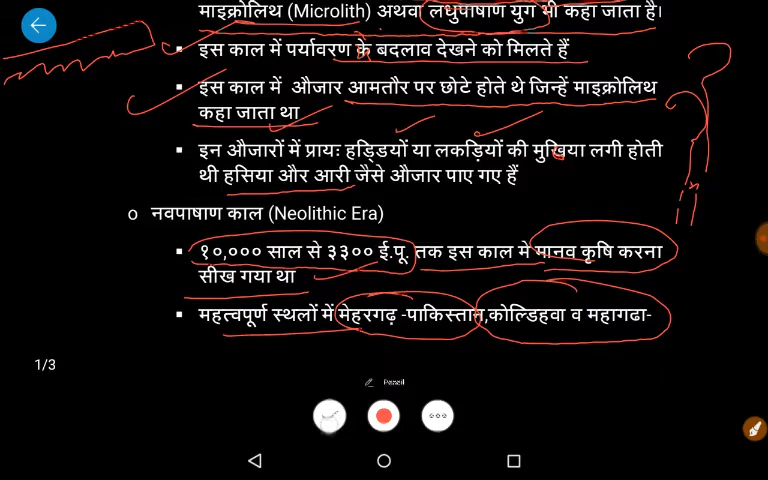 माइक्रोलिथ (Microlith) अथवा लधुपाषाण युग भी कहा जाता है।
▪ इस काल में पर्यावरण के बदलाव देखने को मिलते हैं
▪ इस काल में औजार आमतौर पर छोटे होते थे जिन्हें माइक्रोलिथ
कहा जाता था
▪ इन औजारों में प्रायः हड्डियों या लकड़ियों की मुखिया लगी होती
थी हसिया और आरी जैसे औजार पाए गए हैं
o नवपाषाण काल (Neolithic Era)
▪ १०,००० साल से ३३०० ई.पू. तक इस काल मे मानव कृषि करना
सीख गया था
▪ महत्वपूर्ण स्थलों में मेहरगढ़ -पाकिस्तान,कोल्डिहवा व महागढा-
1/3
Pencil